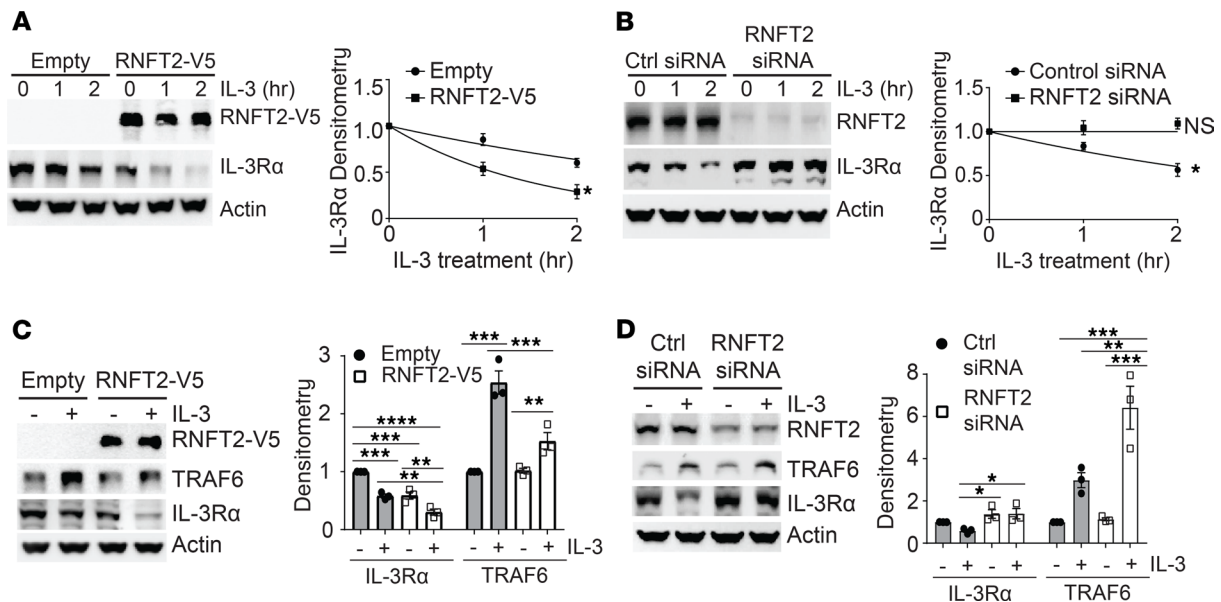 A
Empty RNFT2-V5
0 1 2 0 1 2 IL-3 (hr)
RNFT2-V5
IL-3Rα
Actin
IL-3Rα Densitometry
1.5
1.0
0.5
0
Empty
RNFT2-V5
*
0 1 2
IL-3 treatment (hr)
B
RNFT2
Ctrl siRNA siRNA
0 1 2 0 1 2 IL-3 (hr)
RNFT2
IL-3Rα
Actin
IL-3Rα Densitometry
1.5
1.0
0.5
0
Control siRNA
RNFT2 siRNA
NS
*
0 1 2
IL-3 treatment (hr)
C
Empty RNFT2-V5
- + - + IL-3
RNFT2-V5
TRAF6
IL-3Rα
Actin
Densitometry
3
2
1
0
Empty
RNFT2-V5
*** ***
**
****
***
*** **
**
- + - + - + - + IL-3
IL-3Rα TRAF6
D
Ctrl RNFT2
siRNA siRNA
- + - + IL-3
RNFT2
TRAF6
IL-3Rα
Actin
Densitometry
8
6
4
2
0
Ctrl
siRNA
RNFT2
siRNA
***
**
***
*
*
- + - + - + - + IL-3
IL-3Rα TRAF6